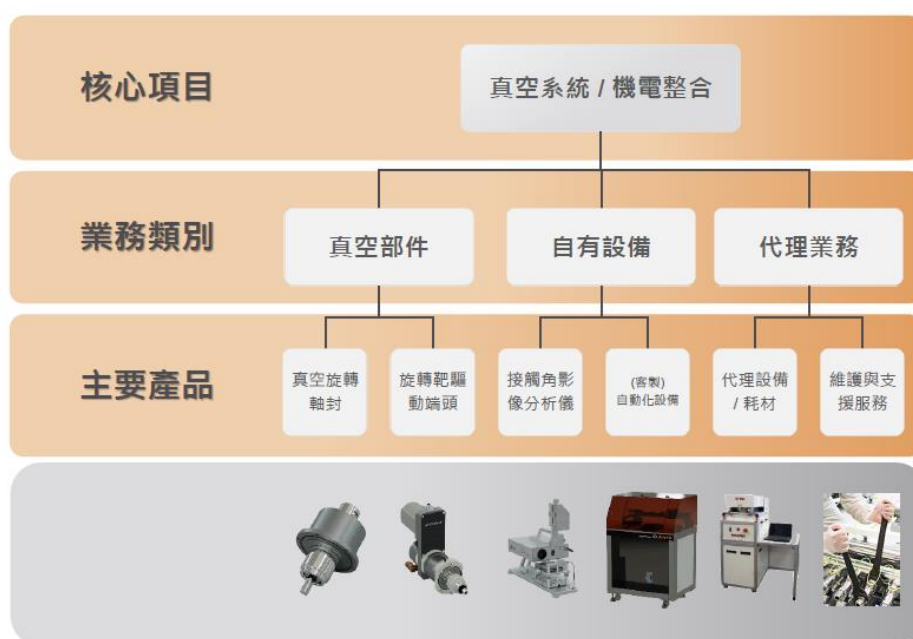 核心項目
真空系統 / 機電整合
業務類別
真空部件
自有設備
代理業務
主要產品
真空旋轉
軸封
旋轉靶驅
動端頭
接觸角影
像分析儀
(客製)
自動化設備
代理設備
/ 耗材
維護與支
援服務